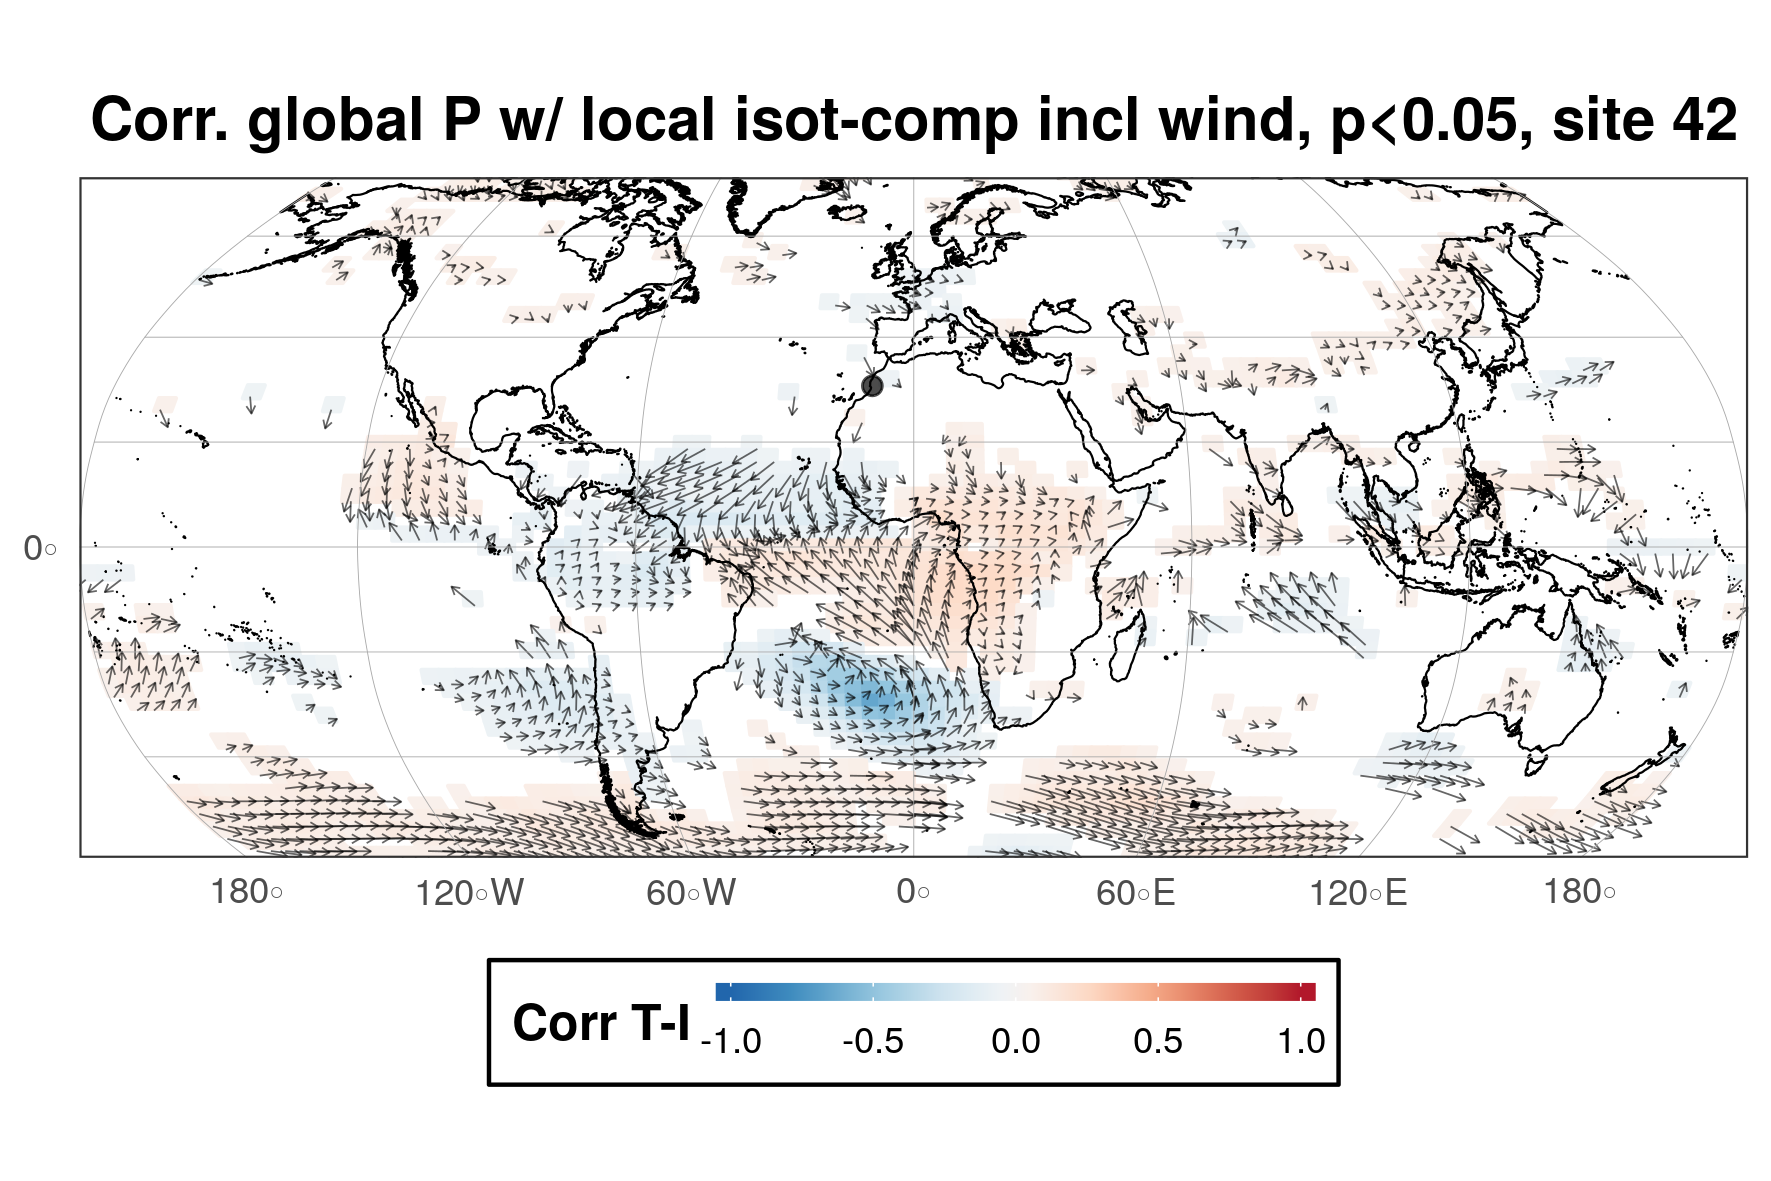 Corr. global P w/ local isot-comp incl wind, p<0.05, site 42
0○
180○ 120○W 60○W 0○ 60○E 120○E 180○
Corr T-I
-1.0 -0.5 0.0 0.5 1.0